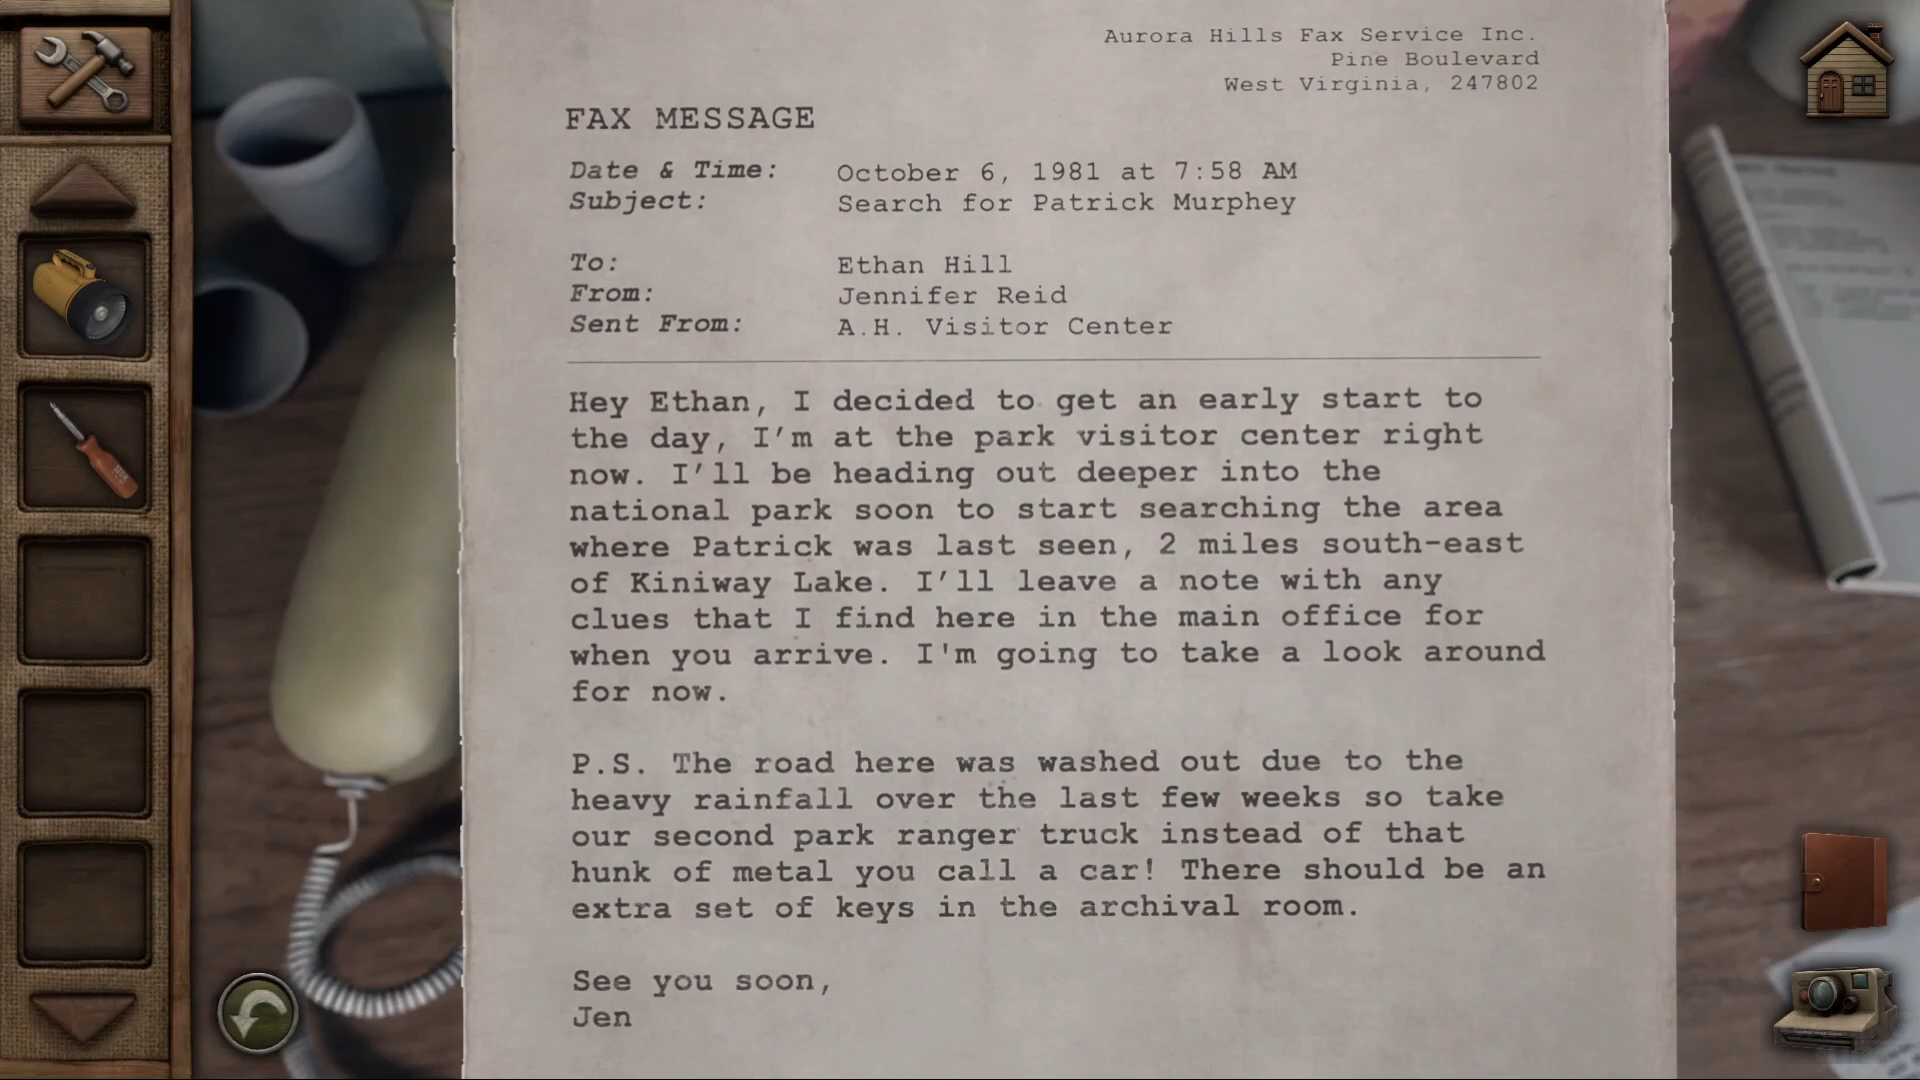 Aurora Hills Fax Service Inc.
Pine Boulevard
West Virginia, 247802
FAX MESSAGE
Date & Time: October 6, 1981 at 7:58 AM
Subject: Search for Patrick Murphey
To: Ethan Hill
From: Jennifer Reid
Sent From: A.H. Visitor Center
Hey Ethan, I decided to get an early start to
the day, I'm at the park visitor center right
now. I'll be heading out deeper into the
national park soon to start searching the area
where Patrick was last seen, 2 miles south-east
of Kiniway Lake. I'll leave a note with any
clues that I find here in the main office for
when you arrive. I'm going to take a look around
for now.
P.S. The road here was washed out due to the
heavy rainfall over the last few weeks so take
our second park ranger truck instead of that
hunk of metal you call a car! There should be an
extra set of keys in the archival room.
See you soon,
Jen